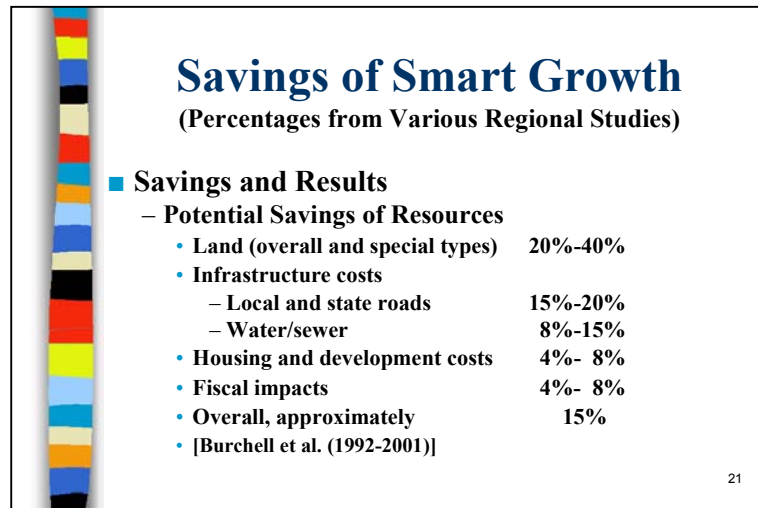 Savings of Smart Growth
(Percentages from Various Regional Studies)
■ Savings and Results
– Potential Savings of Resources
• Land (overall and special types) 20%-40%
• Infrastructure costs
– Local and state roads 15%-20%
– Water/sewer 8%-15%
• Housing and development costs 4%- 8%
• Fiscal impacts 4%- 8%
• Overall, approximately 15%
• [Burchell et al. (1992-2001)]
21